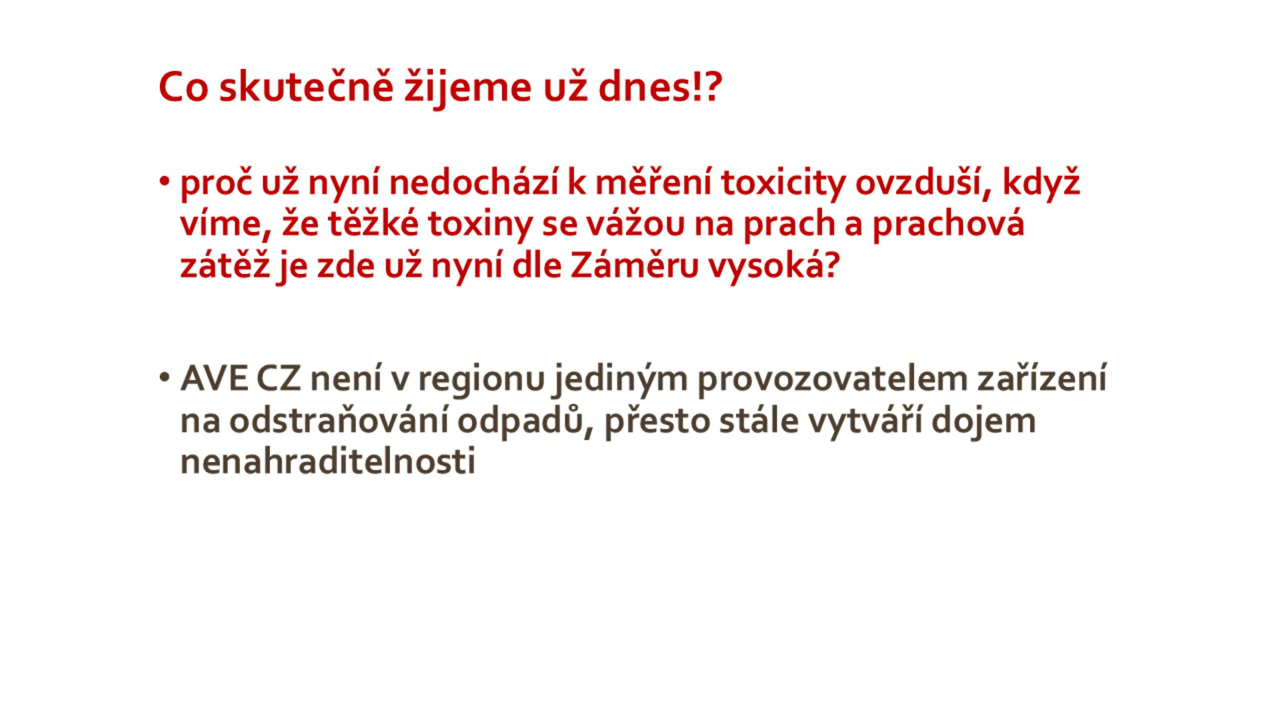 Co skutečně žijeme už dnes!?
• proč už nyní nedochází k měření toxicity ovzduší, když
víme, že těžké toxiny se vážou na prach a prachová
zátěž je zde už nyní dle Záměru vysoká?
• AVE CZ není v regionu jediným provozovatelem zařízení
na odstraňování odpadů, přesto stále vytváří dojem
nenahraditelnosti